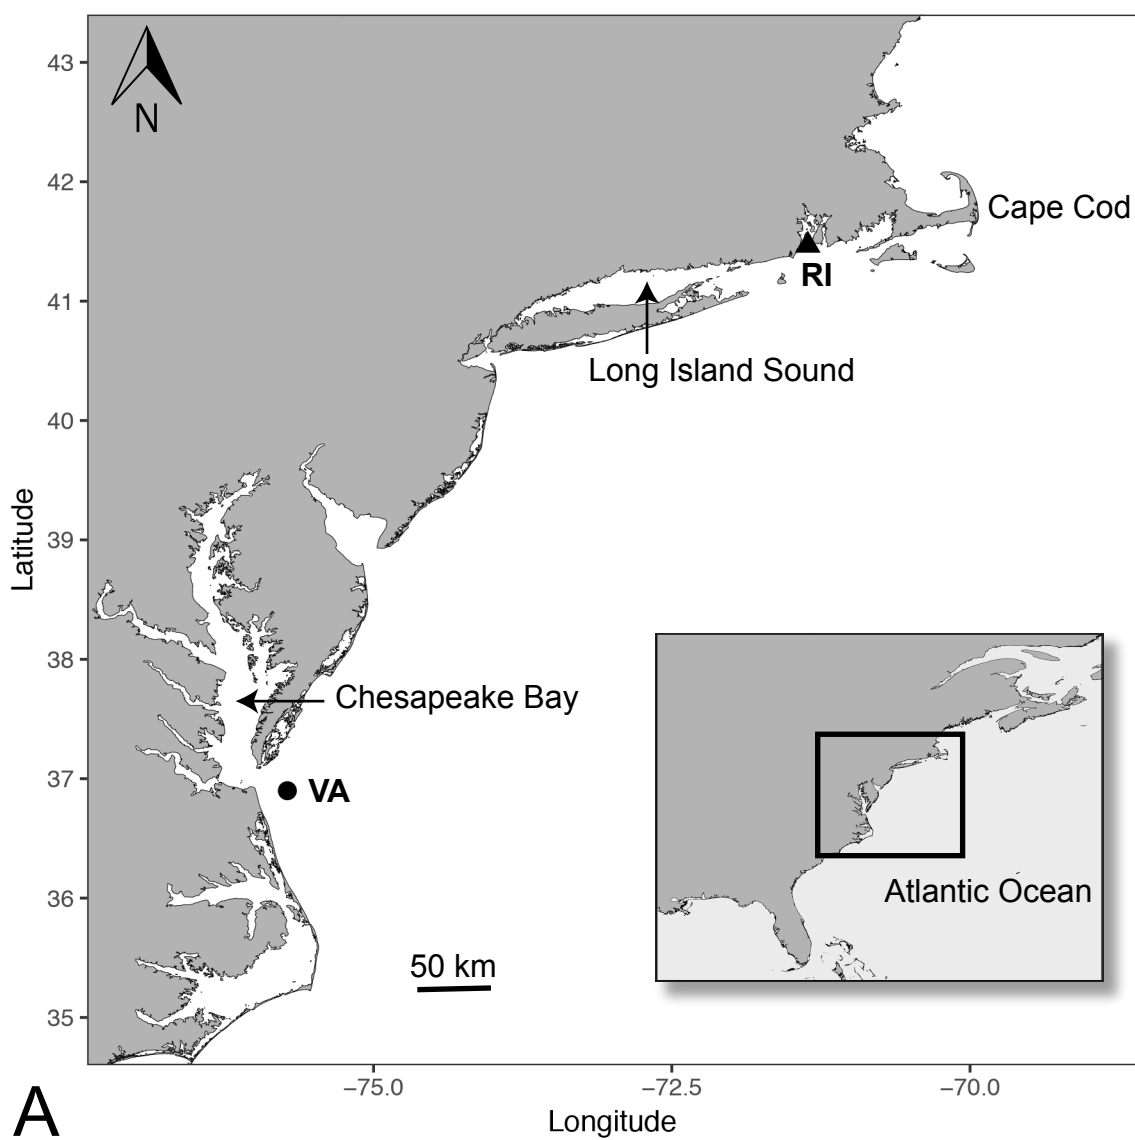 43
N
42
Cape Cod
RI
41
Long Island Sound
40
Latitude
39
38
Chesapeake Bay
37
VA
36
Atlantic Ocean
50 km
35
−75.0
−72.5
−70.0
A
Longitude